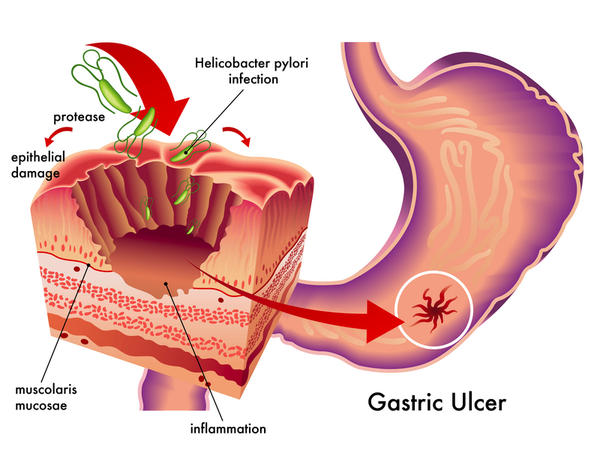 Helicobacter pylori
infection
protease
epithelial
damage
muscolaris
mucosae
inflammation
Gastric Ulcer